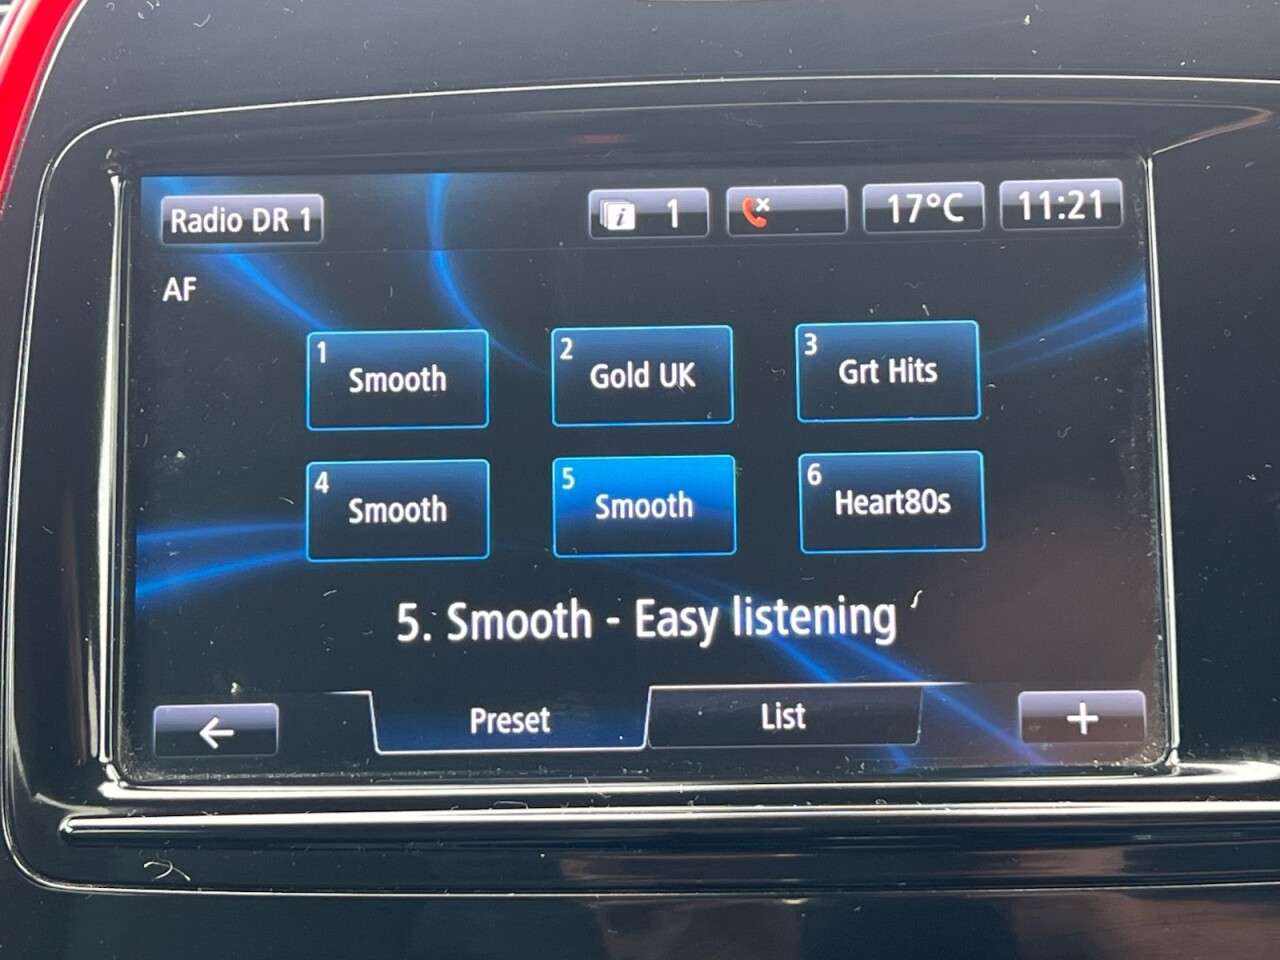 Radio DR 1
i 1
17°C
11:21
AF
1 Smooth
2 Gold UK
3 Grt Hits
4 Smooth
5 Smooth
6 Heart80s
5. Smooth - Easy listening
Preset
List